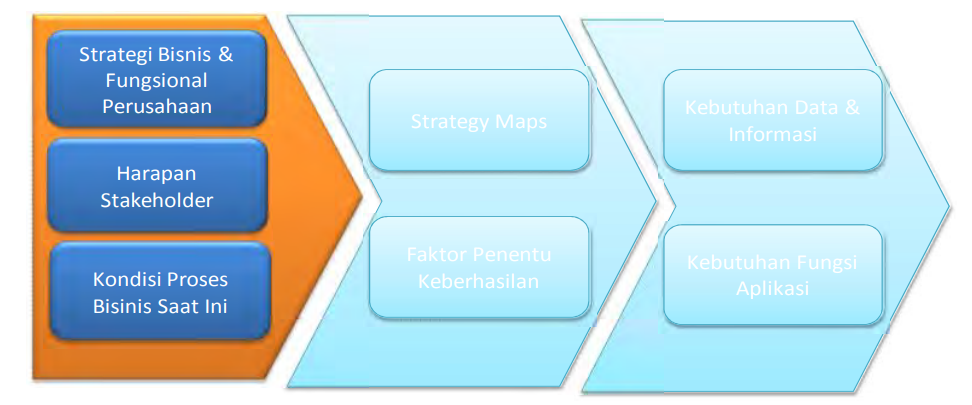 Strategi Bisnis &
Fungsional
Perusahaan
Harapan
Stakeholder
Kondisi Proses
Bisinis Saat Ini
Strategy Maps
Faktor Penentu
Keberhasilan
Kebutuhan Data &
Informasi
Kebutuhan Fungsi
Aplikasi